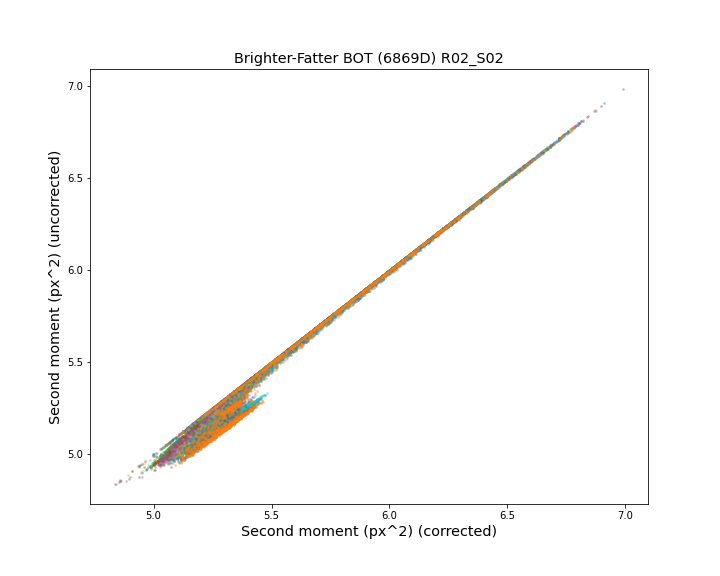 Brighter-Fatter BOT (6869D) R02_S02
Second moment (px^2) (uncorrected)
7.0
6.5
6.0
5.5
5.0
5.0 5.5 6.0 6.5 7.0
Second moment (px^2) (corrected)